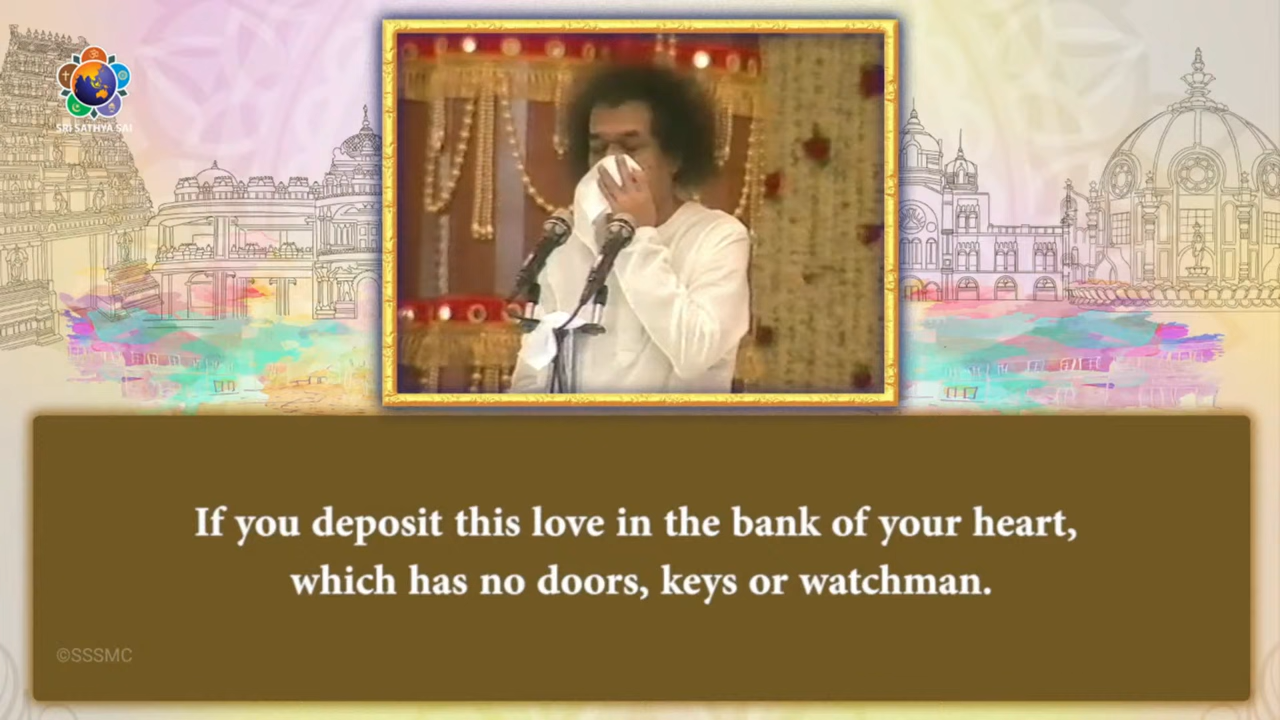 SRI SATHYA SAI
If you deposit this love in the bank of your heart,
which has no doors, keys or watchman.
©SSSMC